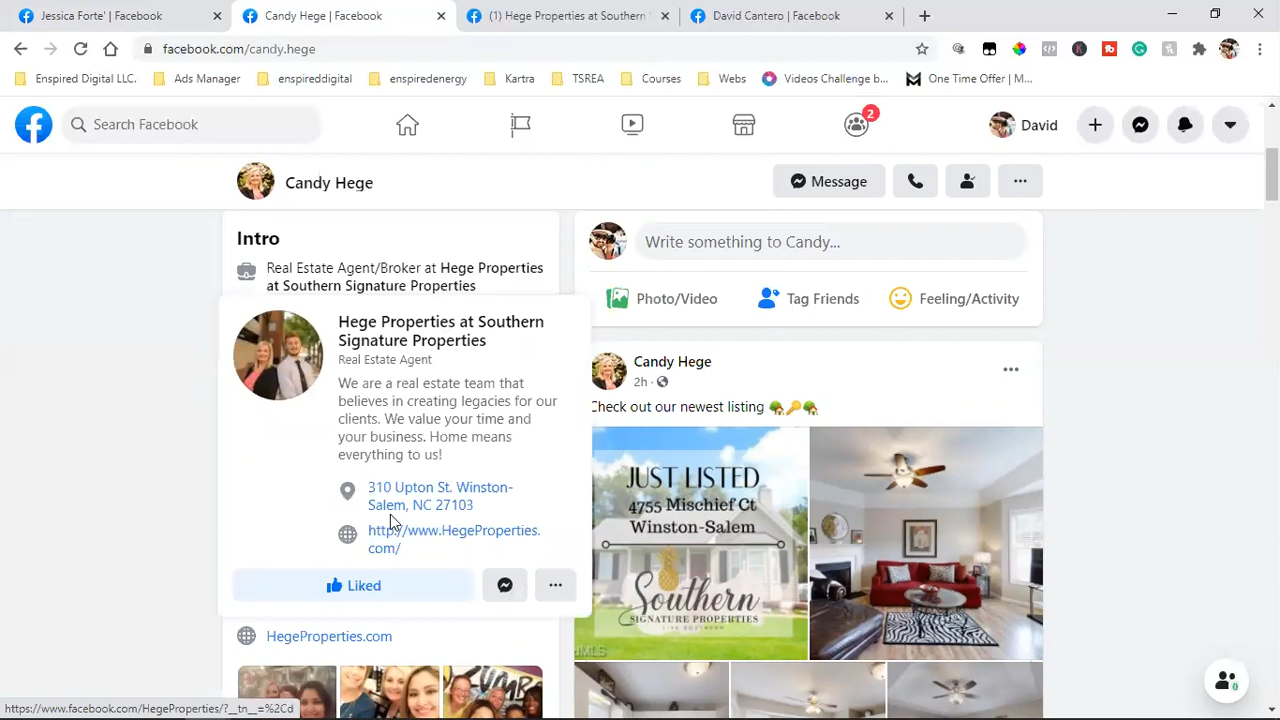 Jessica Forte' | Facebook
Candy Hege | Facebook
(1) Hege Properties at Southern
David Cantero | Facebook
facebook.com/candy.hege
Enspired Digital LLC.
Ads Manager
enspireddigital
enspiredenergy
Kartra
TSREA
Courses
Webs
Videos Challenge b...
One Time Offer | M...
Search Facebook
2
David
Candy Hege
Message
Intro
Real Estate Agent/Broker at Hege Properties
at Southern Signature Properties
Hege Properties at Southern
Signature Properties
Real Estate Agent
We are a real estate team that
believes in creating legacies for our
clients. We value your time and
your business. Home means
everything to us!
310 Upton St. Winston-
Salem, NC 27103
http://www.HegeProperties.
com/
Liked
HegeProperties.com
Write something to Candy...
Photo/Video
Tag Friends
Feeling/Activity
Candy Hege
2h
Check out our newest listing
JUST LISTED
4755 Mischief Ct
Winston-Salem
Southern
SIGNATURE PROPERTIES
LIVE SOUTHERN
ZUMB
0
https://www.facebook.com/HegeProperties/?__tn__=%2Cd